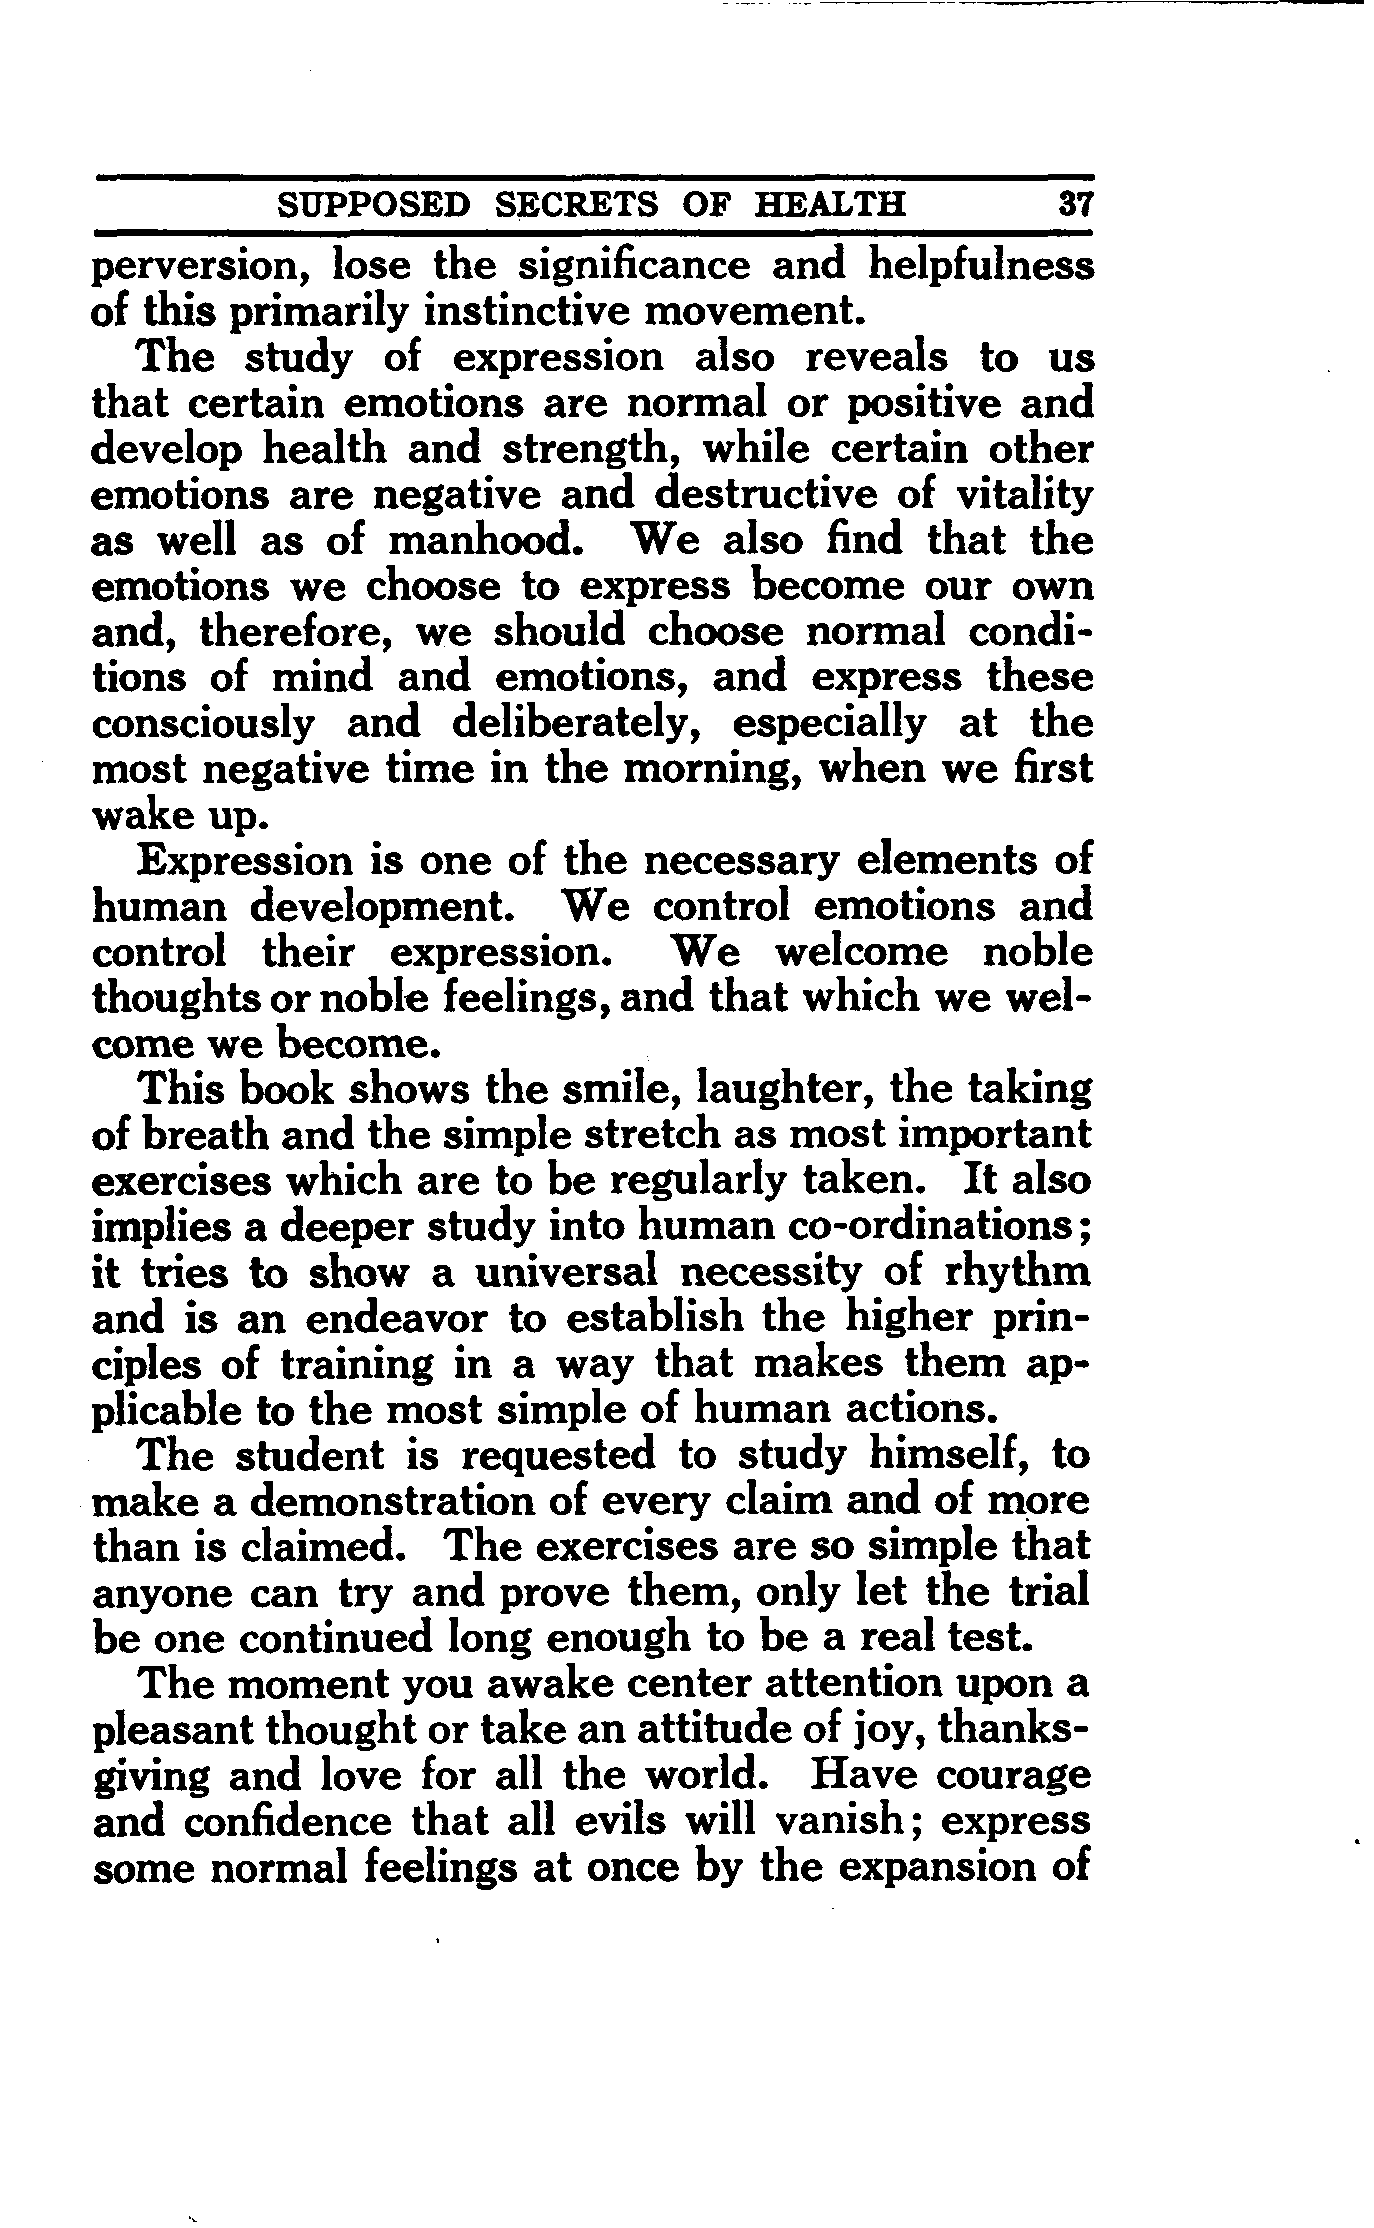 SUPPOSED SECRETS OF HEALTH 37
perversion, lose the significance and helpfulness
of this primarily instinctive movement.
The study of expression also reveals to us
that certain emotions are normal or positive and
develop health and strength, while certain other
emotions are negative and destructive of vitality
as well as of manhood. We also find that the
emotions we choose to express become our own
and, therefore, we should choose normal condi-
tions of mind and emotions, and express these
consciously and deliberately, especially at the
most negative time in the morning, when we first
wake up.
Expression is one of the necessary elements of
human development. We control emotions and
control their expression. We welcome noble
thoughts or noble feelings, and that which we wel-
come we become.
This book shows the smile, laughter, the taking
of breath and the simple stretch as most important
exercises which are to be regularly taken. It also
implies a deeper study into human co-ordinations;
it tries to show a universal necessity of rhythm
and is an endeavor to establish the higher prin-
ciples of training in a way that makes them ap-
plicable to the most simple of human actions.
The student is requested to study himself, to
make a demonstration of every claim and of more
than is claimed. The exercises are so simple that
anyone can try and prove them, only let the trial
be one continued long enough to be a real test.
The moment you awake center attention upon a
pleasant thought or take an attitude of joy, thanks-
giving and love for all the world. Have courage
and confidence that all evils will vanish; express
some normal feelings at once by the expansion of